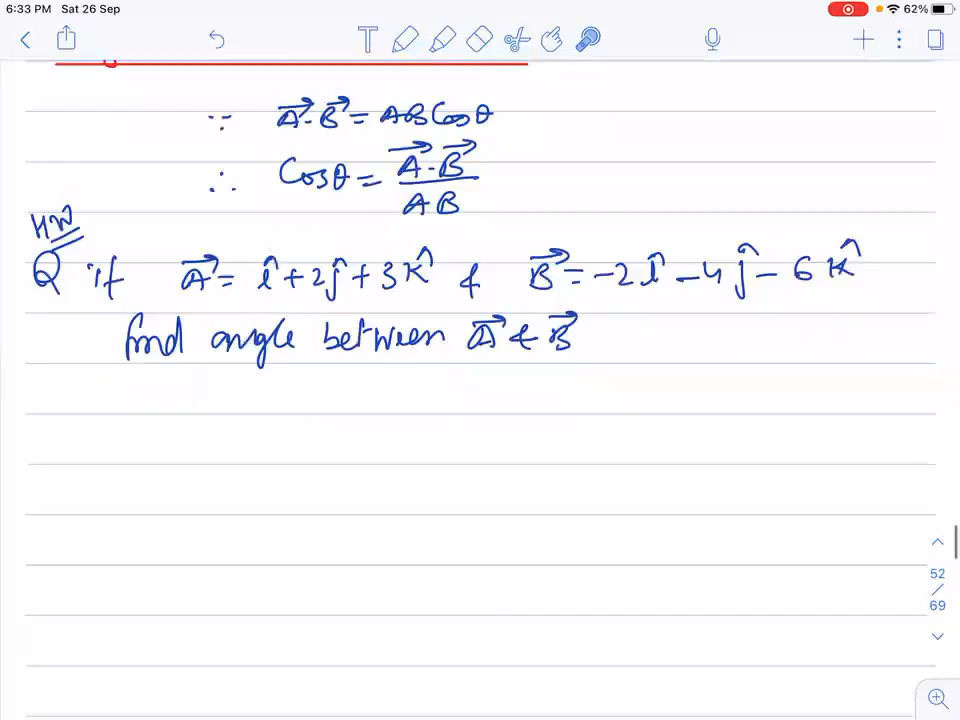 6:33 PM Sat 26 Sep 62%
∵ A⃗·B⃗ = AB Cosθ
∴ Cosθ = A⃗·B⃗ / AB
HW
Q if A⃗ = î + 2ĵ + 3K̂ & B⃗ = -2î - 4ĵ - 6K̂
find angle between A⃗ & B⃗
52
/
69